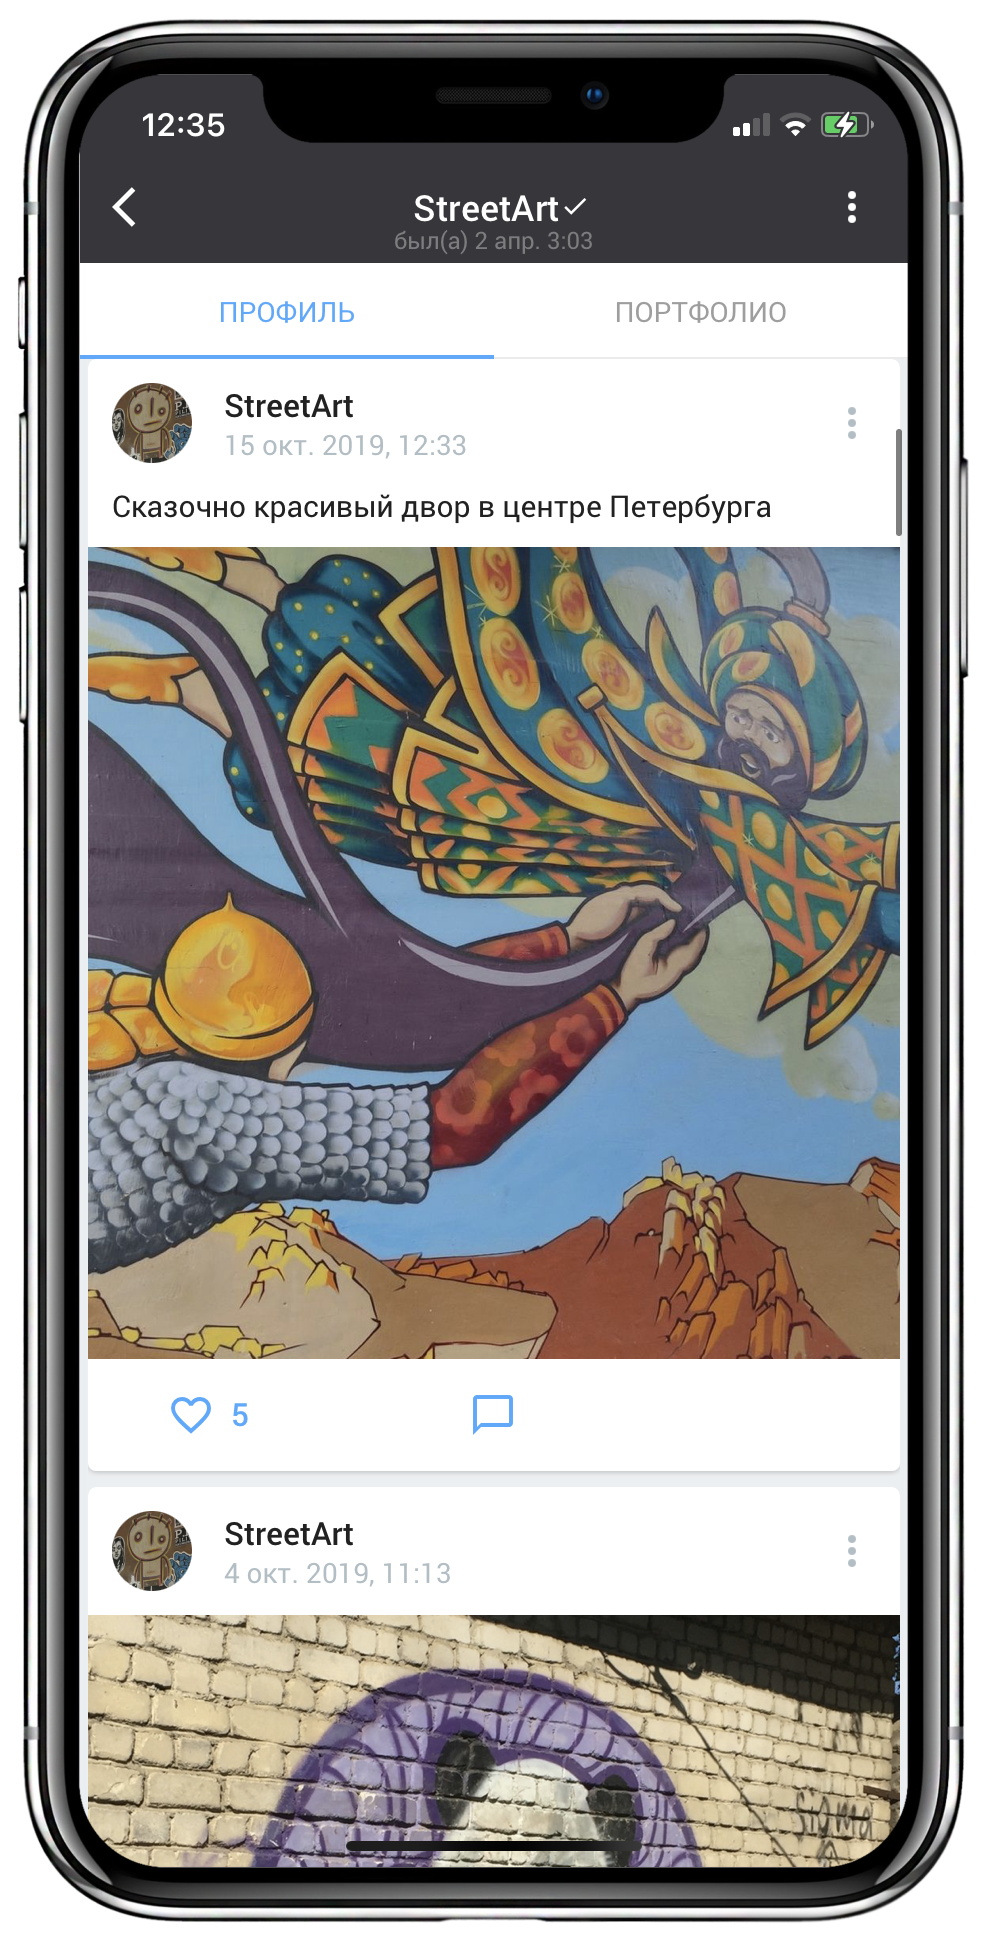 12:35
StreetArt
был(а) 2 апр. 3:03
ПРОФИЛЬ
ПОРТФОЛИО
StreetArt
15 окт. 2019, 12:33
Сказочно красивый двор в центре Петербурга
5
StreetArt
4 окт. 2019, 11:13
sigma